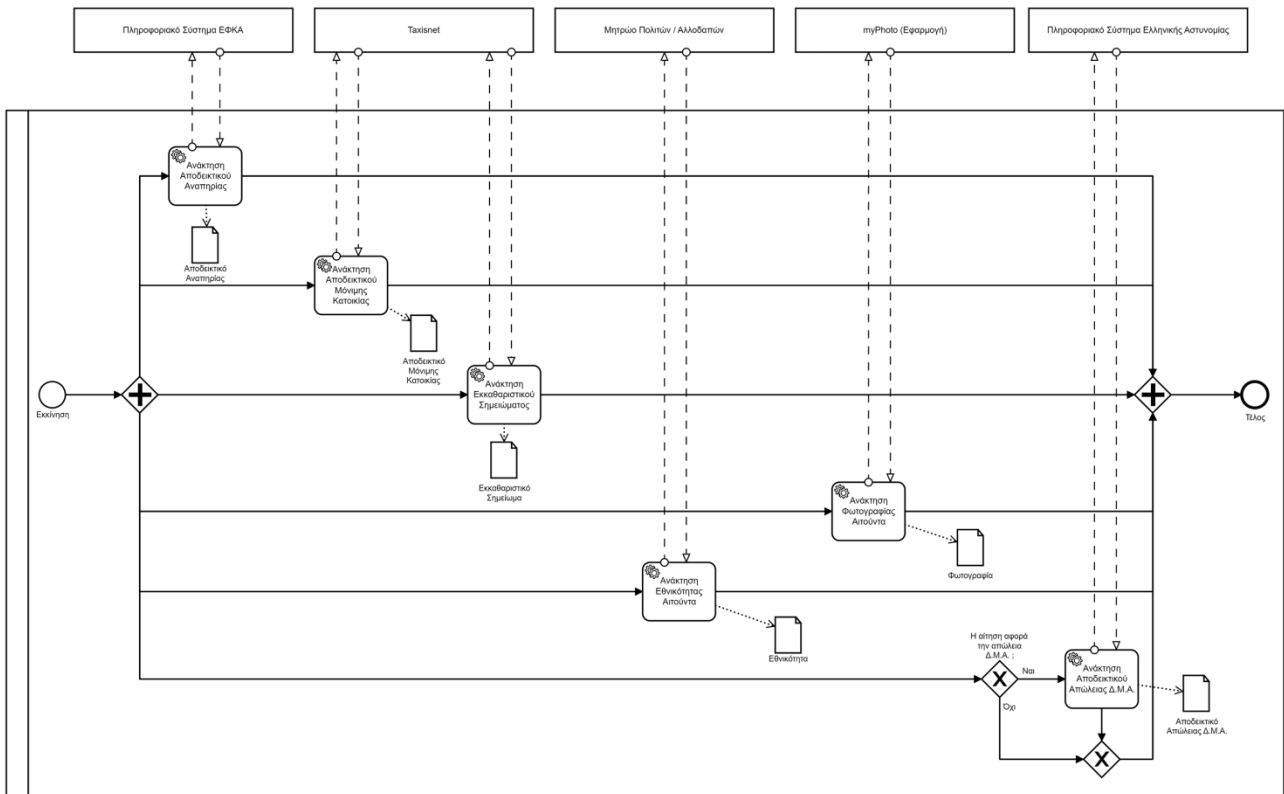 Πληροφοριακό Σύστημα ΕΦΚΑ
Taxisnet
Μητρώο Πολιτών / Αλλοδαπών
myPhoto (Εφαρμογή)
Πληροφοριακό Σύστημα Ελληνικής Αστυνομίας
Ανάκτηση
Αποδεικτικού
Αναπηρίας
Αποδεικτικό
Αναπηρίας
Ανάκτηση
Αποδεικτικού
Μόνιμης
Κατοικίας
Αποδεικτικό
Μόνιμης
Κατοικίας
Εκκίνηση
Ανάκτηση
Εκκαθαριστικού
Σημειώματος
Τέλος
Εκκαθαριστικό
Σημείωμα
Ανάκτηση
Φωτογραφίας
Αιτούντα
Φωτογραφία
Ανάκτηση
Εθνικότητας
Αιτούντα
Εθνικότητα
Η αίτηση αφορά
την απώλεια
Δ.Μ.Α. ;
Ναι
Όχι
Ανάκτηση
Αποδεικτικού
Απώλειας Δ.Μ.Α.
Αποδεικτικό
Απώλειας Δ.Μ.Α.